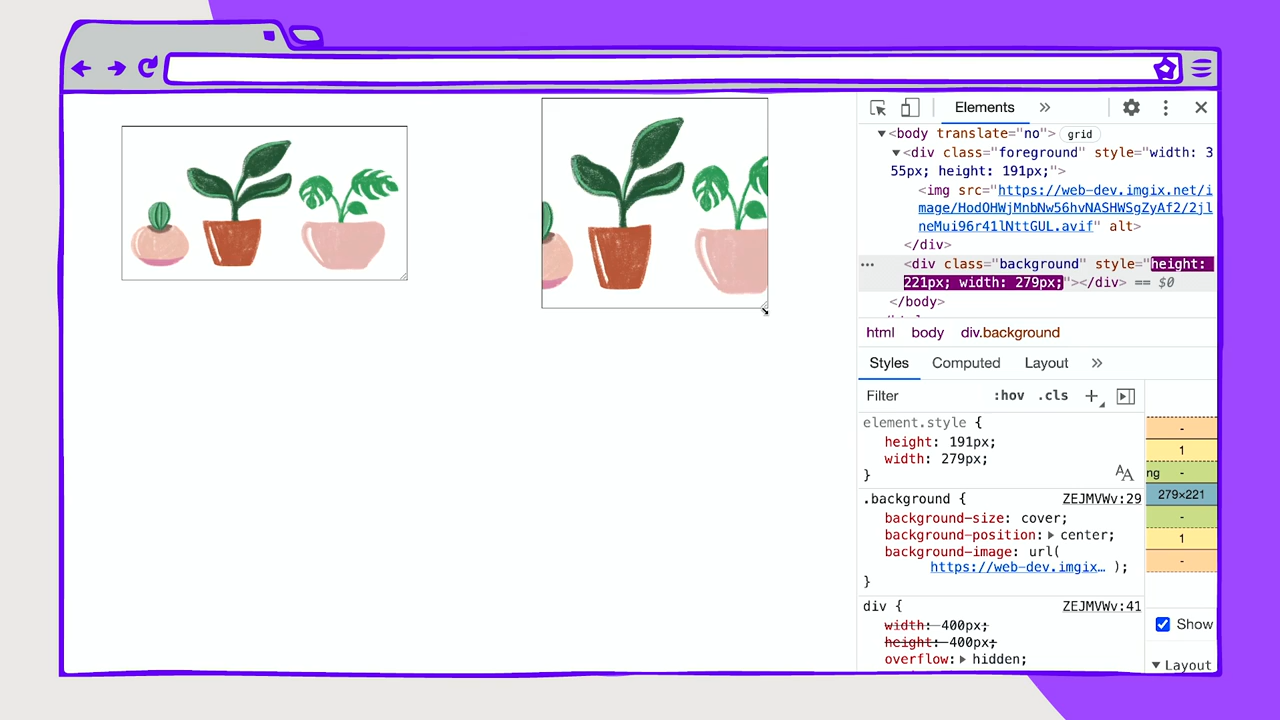 Elements »
▼<body translate="no"> grid
▼<div class="foreground" style="width: 3
55px; height: 191px;">
<img src="https://web-dev.imgix.net/i
mage/HodOHWjMnbNw56hvNASHWSgZyAf2/2jl
neMui96r41lNttGUL.avif" alt>
</div>
… <div class="background" style="height:
221px; width: 279px;"></div> == $0
</body>
html body div.background
Styles Computed Layout »
Filter :hov .cls +
element.style {
height: 191px;
width: 279px;
}
.background { ZEJMVWv:29
background-size: cover;
background-position: ▶ center;
background-image: url(
https://web-dev.imgix… );
}
div { ZEJMVWv:41
width: 400px;
height: 400px;
overflow: ▶ hidden;
-
1
ng -
279×221
-
1
-
Show
▼ Layout